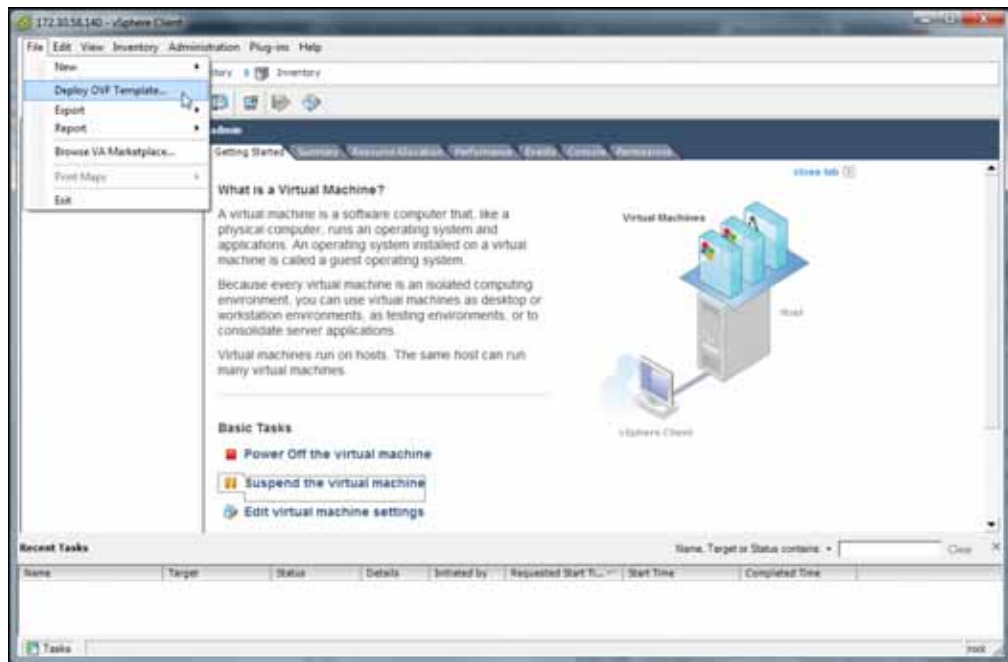 172.30.58.140 - vSphere Client
File Edit View Inventory Administration Plug-ins Help
New
Deploy OVF Template...
Export
Report
Browse VA Marketplace...
Print Maps
Exit
Inventory
admin
Getting Started Summary Resource Allocation Performance Events Console Permissions
close tab
What is a Virtual Machine?
A virtual machine is a software computer that, like a
physical computer, runs an operating system and
applications. An operating system installed on a virtual
machine is called a guest operating system.
Because every virtual machine is an isolated computing
environment, you can use virtual machines as desktop or
workstation environments, as testing environments, or to
consolidate server applications.
Virtual machines run on hosts. The same host can run
many virtual machines.
Virtual Machines
Host
vSphere Client
Basic Tasks
Power Off the virtual machine
Suspend the virtual machine
Edit virtual machine settings
Recent Tasks
Name, Target or Status contains:
Clear
Name Target Status Details Initiated by Requested Start Ti... Start Time Completed Time
Tasks
root